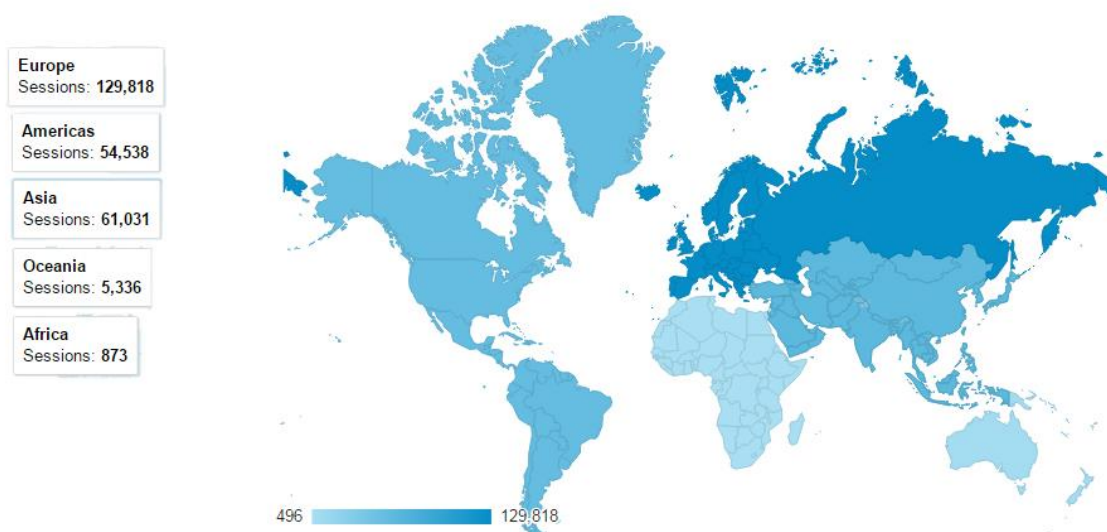 Europe
Sessions: 129,818
Americas
Sessions: 54,538
Asia
Sessions: 61,031
Oceania
Sessions: 5,336
Africa
Sessions: 873
496
129,818